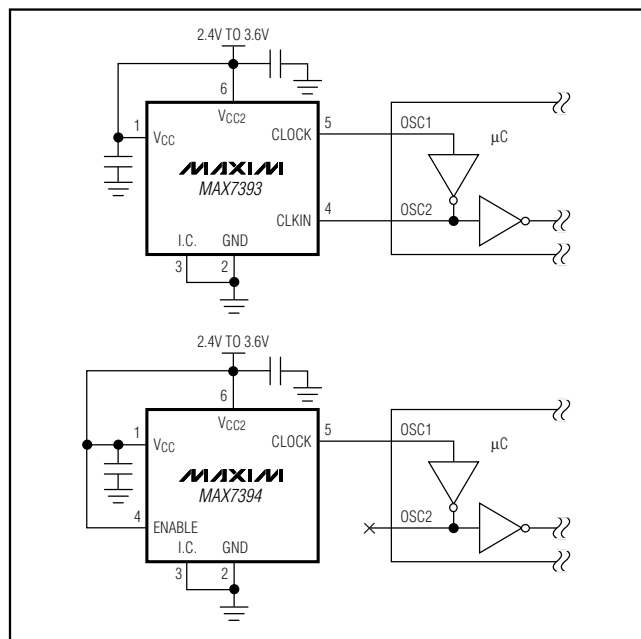 2.4V TO 3.6V
6
VCC2
1
VCC
CLOCK
5
OSC1
μC
MAXIM
MAX7393
CLKIN
4
OSC2
I.C.
GND
3
2
2.4V TO 3.6V
6
VCC2
1
VCC
CLOCK
5
OSC1
μC
MAXIM
MAX7394
OSC2
4
ENABLE
I.C.
GND
3
2